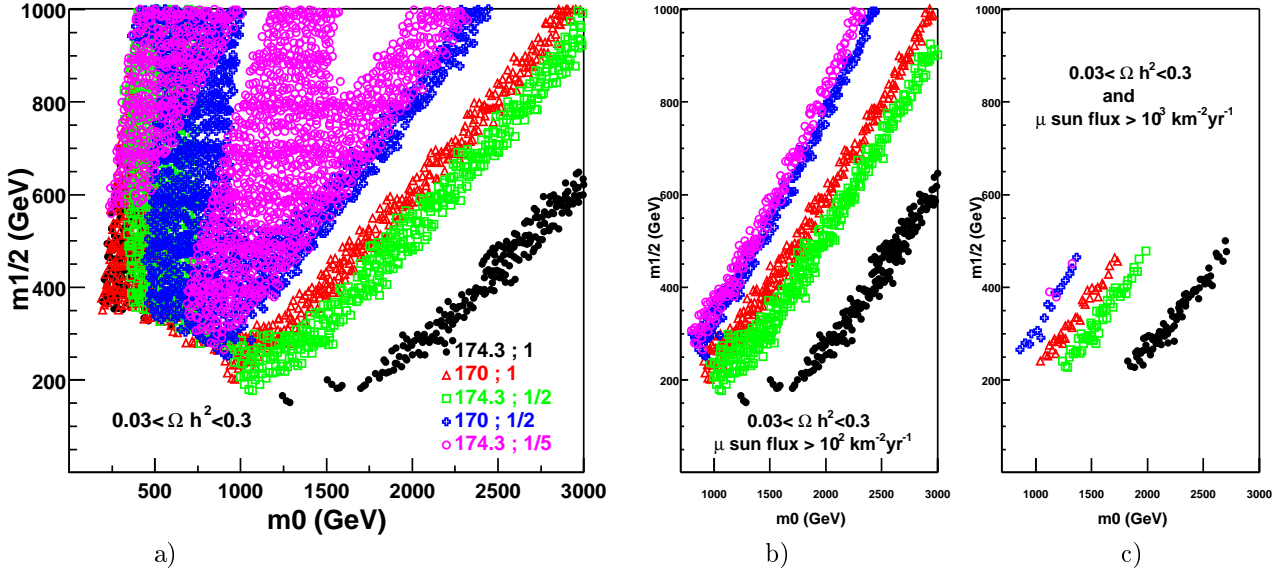 m1/2 (GeV)
1000
800
600
400
200
174.3 ; 1
170 ; 1
174.3 ; 1/2
170 ; 1/2
174.3 ; 1/5
0.03< Ω h²<0.3
500 1000 1500 2000 2500 3000
m0 (GeV)
a)
m1/2 (GeV)
1000
800
600
400
200
0.03< Ω h²<0.3
μ sun flux > 10² km⁻²yr⁻¹
1000 1500 2000 2500 3000
m0 (GeV)
b)
m1/2 (GeV)
1000
800
600
400
200
0.03< Ω h²<0.3
and
μ sun flux > 10³ km⁻²yr⁻¹
1000 1500 2000 2500 3000
m0 (GeV)
c)